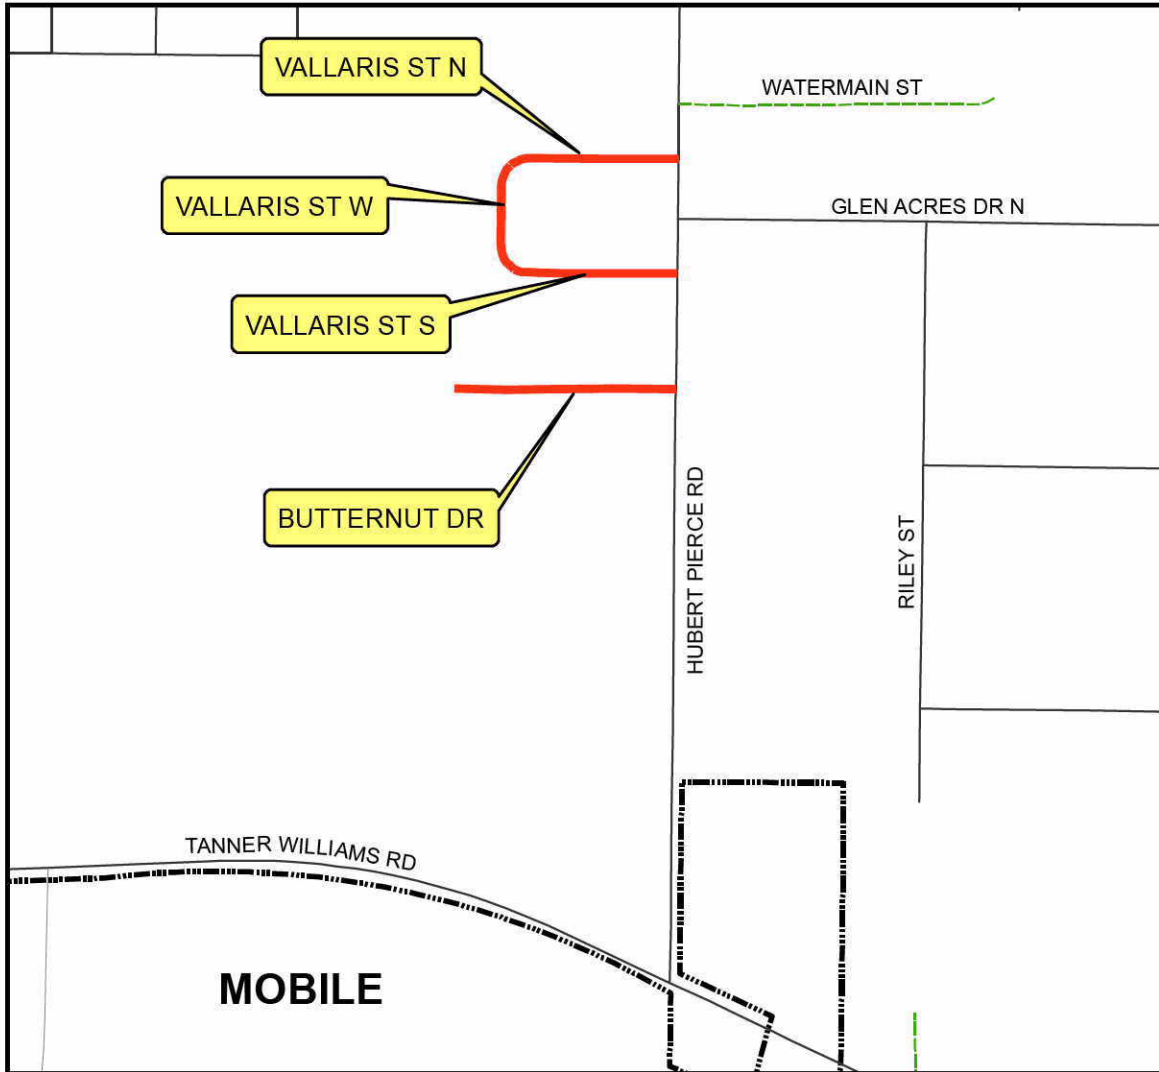 VALLARIS ST N
WATERMAIN ST
VALLARIS ST W
GLEN ACRES DR N
VALLARIS ST S
BUTTERNUT DR
HUBERT PIERCE RD
RILEY ST
TANNER WILLIAMS RD
MOBILE